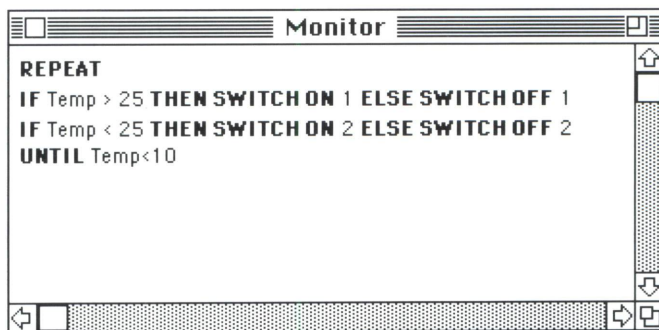 Monitor
REPEAT
IF Temp > 25 THEN SWITCH ON 1 ELSE SWITCH OFF 1
IF Temp < 25 THEN SWITCH ON 2 ELSE SWITCH OFF 2
UNTIL Temp<10